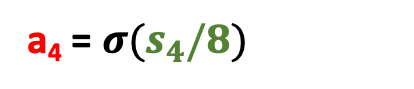 a₄ = σ(s₄/8)